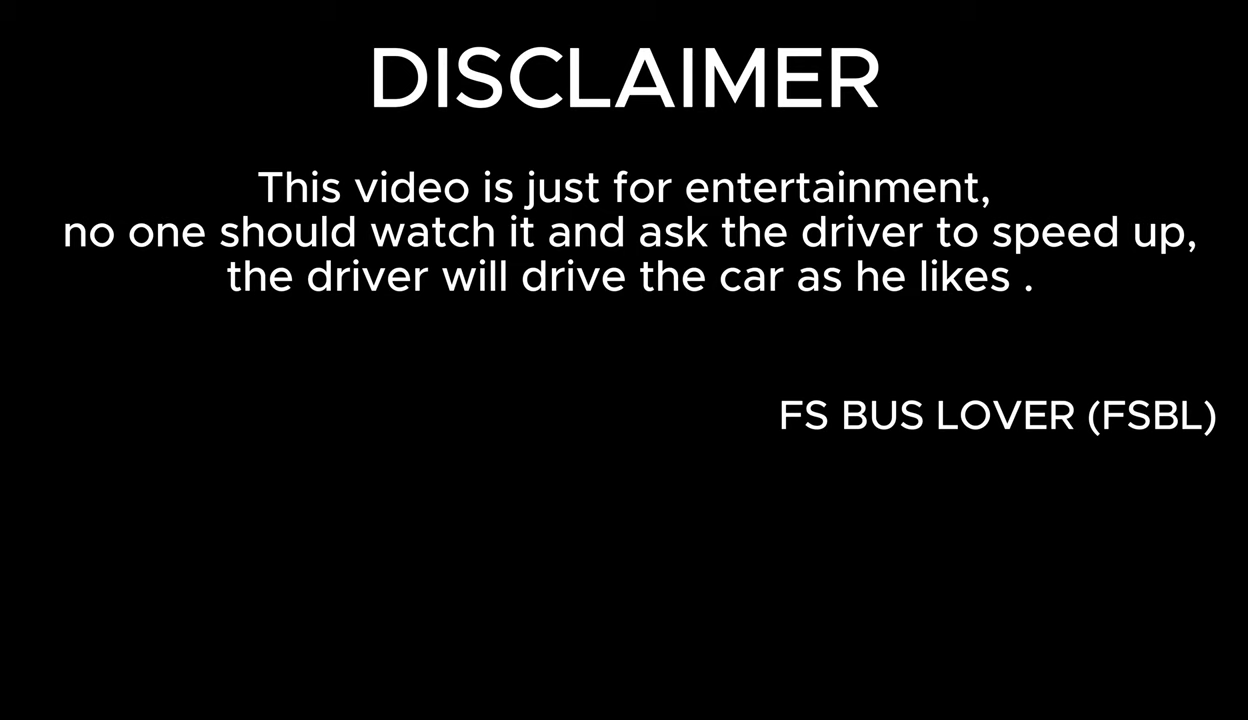 DISCLAIMER
This video is just for entertainment,
no one should watch it and ask the driver to speed up,
the driver will drive the car as he likes .
FS BUS LOVER (FSBL)